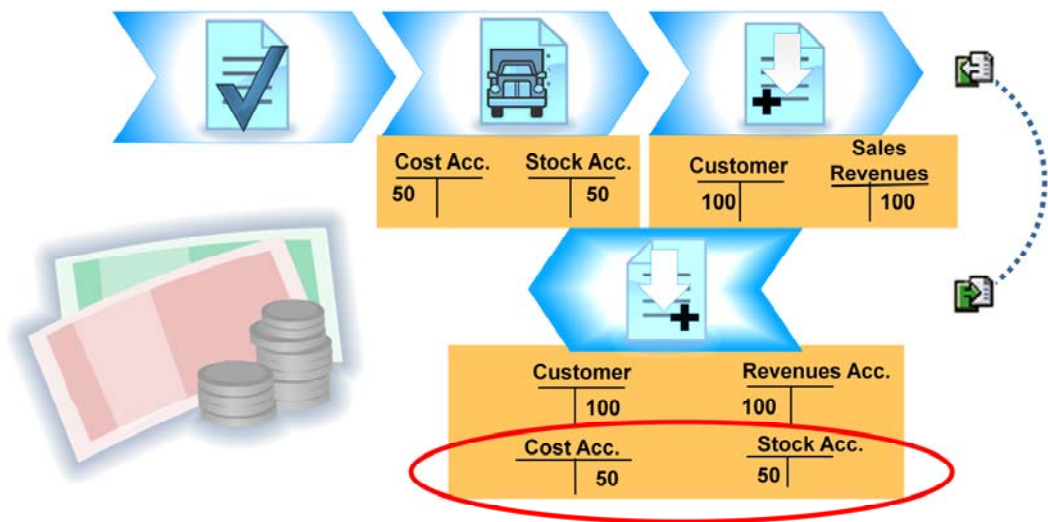 Cost Acc. Stock Acc.
50 50
Customer Sales Revenues
100 100
Customer Revenues Acc.
100 100
Cost Acc. Stock Acc.
50 50